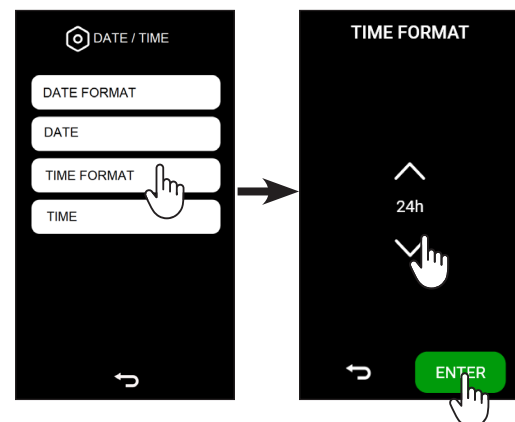 DATE / TIME
DATE FORMAT
DATE
TIME FORMAT
TIME
TIME FORMAT
24h
ENTER